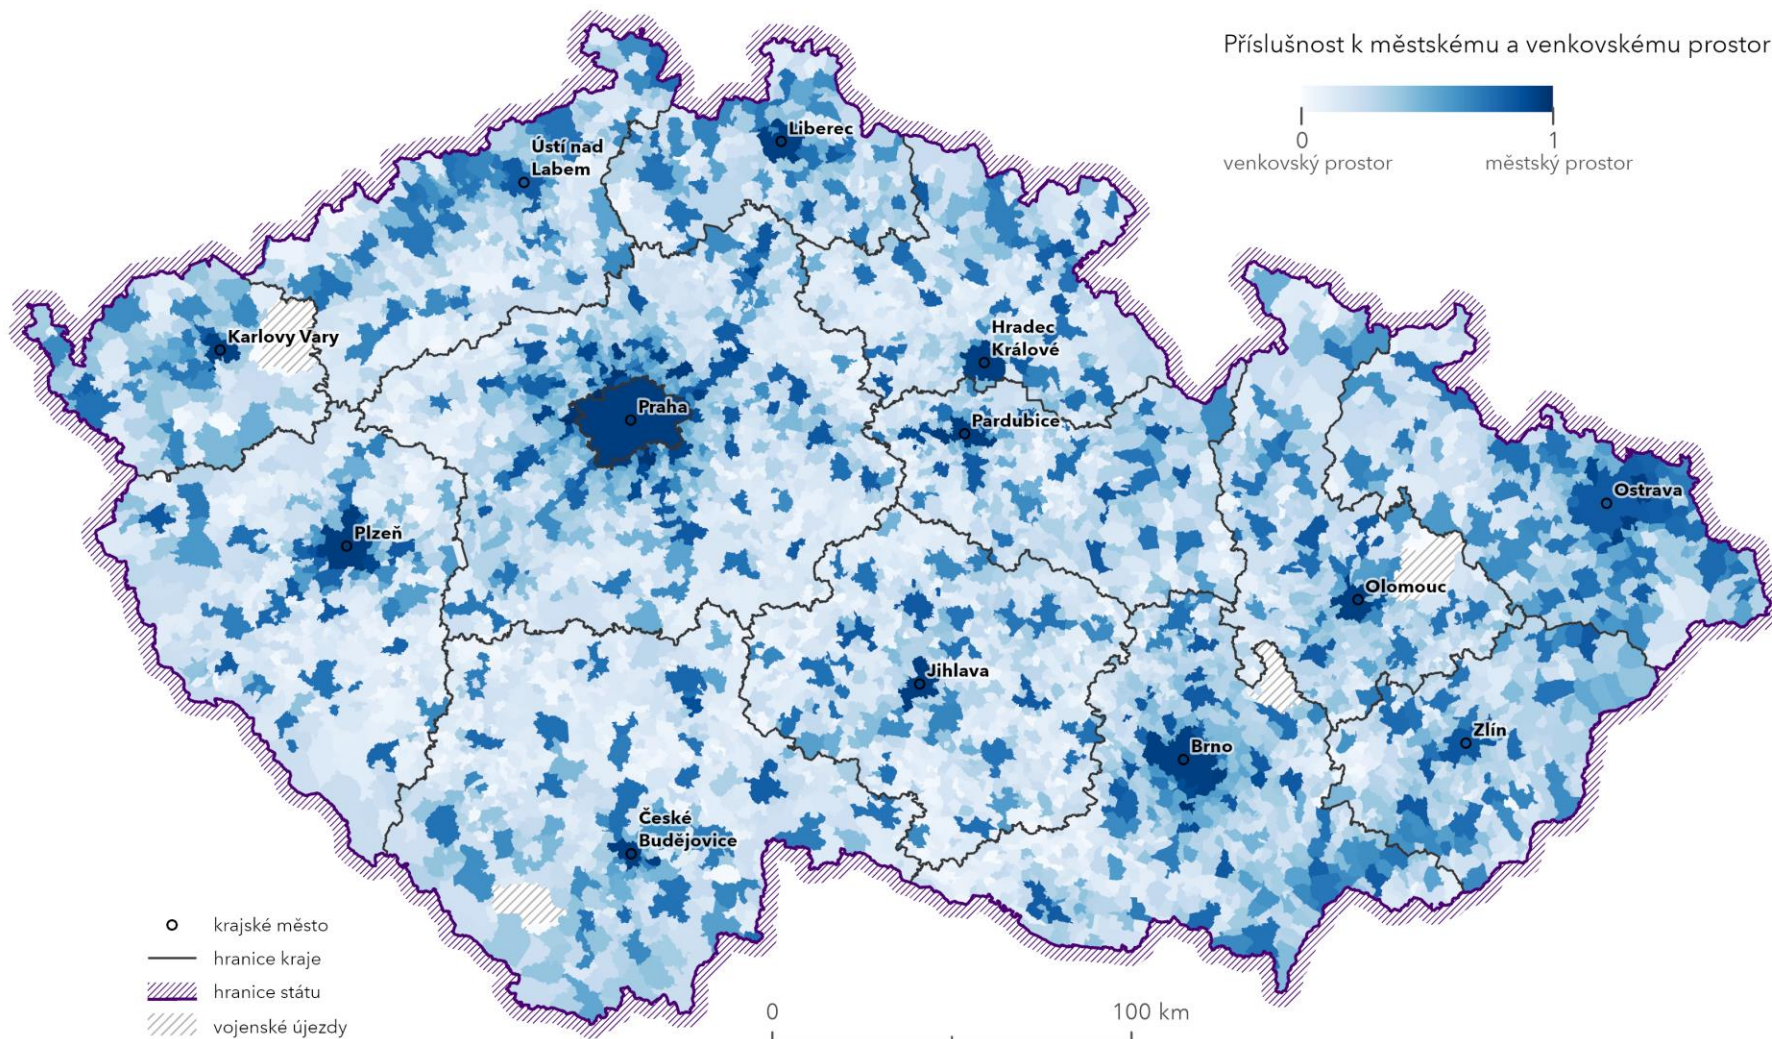 Příslušnost k městskému a venkovskému prostor
0
1
venkovský prostor
městský prostor
Liberec
Ústí nad
Labem
Karlovy Vary
Hradec
Králové
Praha
Pardubice
Ostrava
Plzeň
Olomouc
Jihlava
Zlín
Brno
České
Budějovice
krajské město
hranice kraje
hranice státu
vojenské újezdy
0
100 km